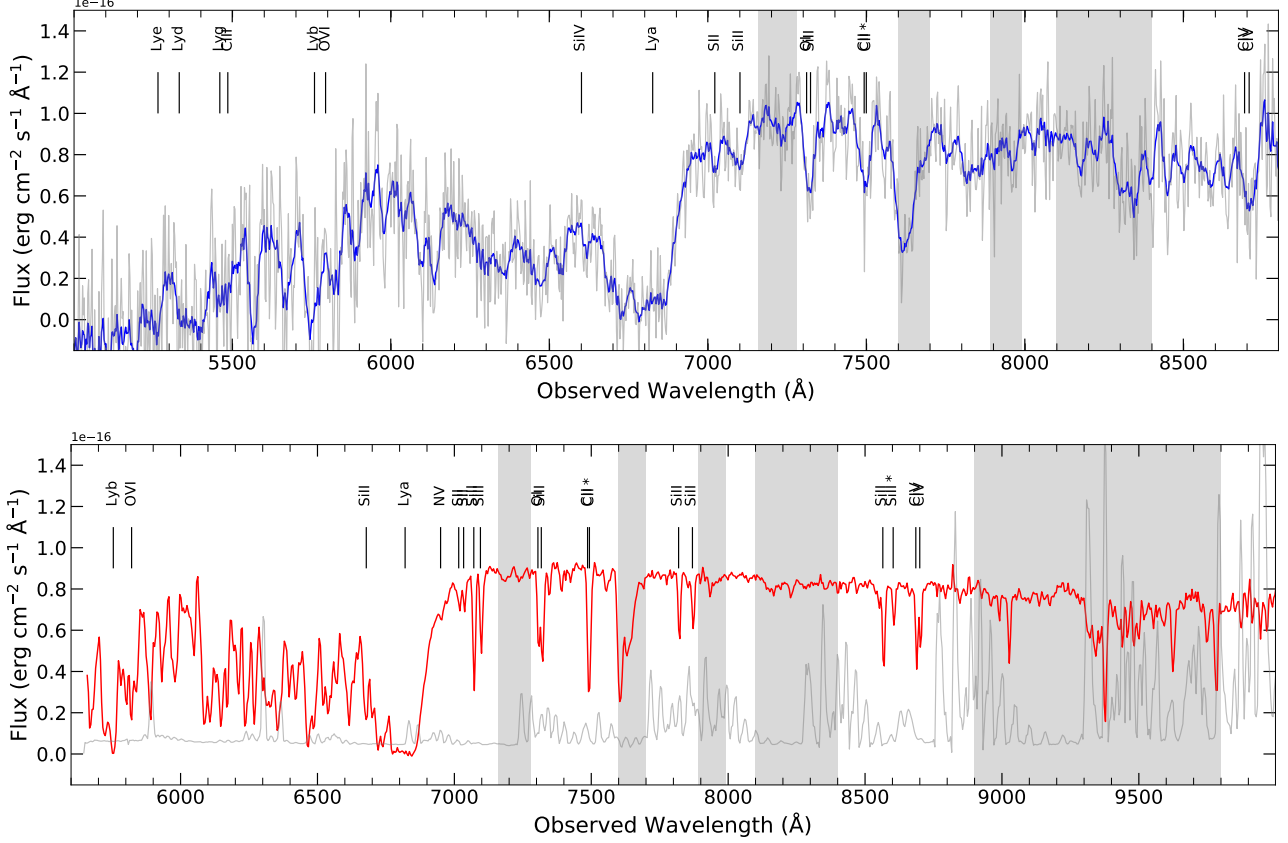 1e−16
Lye Lyd Lyg CIII Lyb OVI SiIV Lya SII SiII OI SiII CII CII * CIV CIV
1.4
1.2
1.0
0.8
0.6
0.4
0.2
0.0
Flux (erg cm⁻² s⁻¹ Å⁻¹)
5500 6000 6500 7000 7500 8000 8500
Observed Wavelength (Å)
1e−16
Lyb OVI SiII Lya NV SII SiII SiII OI SiII CII CII * SiII SiII SiII SiII * CIV CIV
1.4
1.2
1.0
0.8
0.6
0.4
0.2
0.0
Flux (erg cm⁻² s⁻¹ Å⁻¹)
6000 6500 7000 7500 8000 8500 9000 9500
Observed Wavelength (Å)